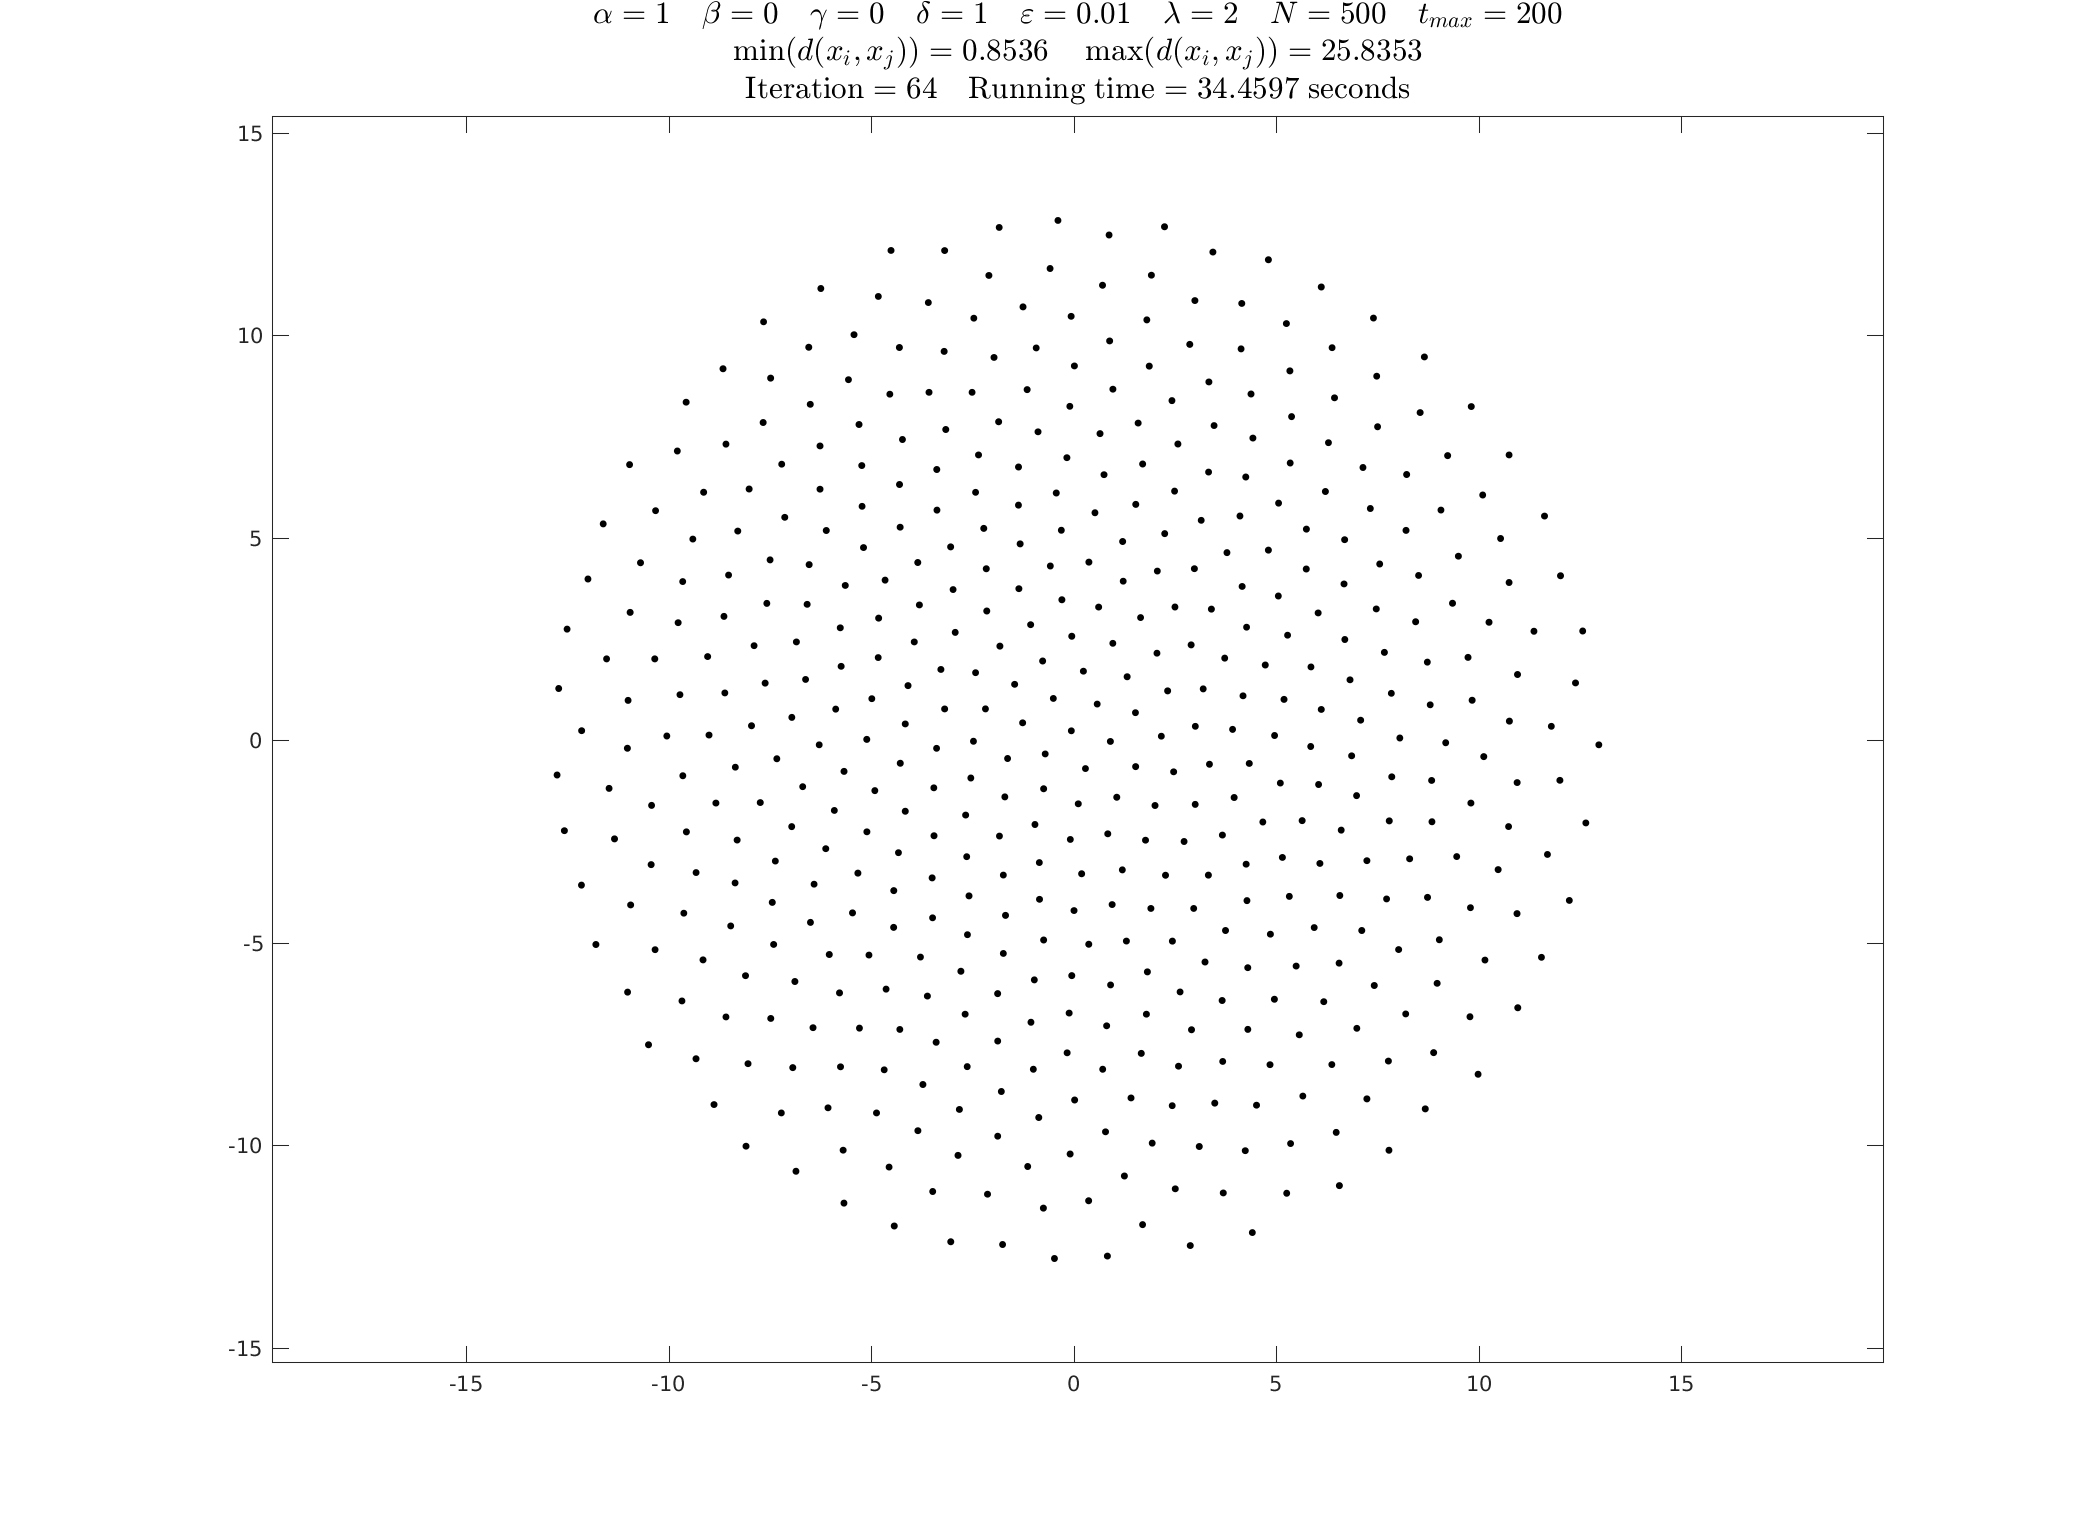 α = 1 β = 0 γ = 0 δ = 1 ε = 0.01 λ = 2 N = 500 t_max = 200
min(d(x_i, x_j)) = 0.8536 max(d(x_i, x_j)) = 25.8353
Iteration = 64 Running time = 34.4597 seconds
15
10
5
0
-5
-10
-15
-15 -10 -5 0 5 10 15